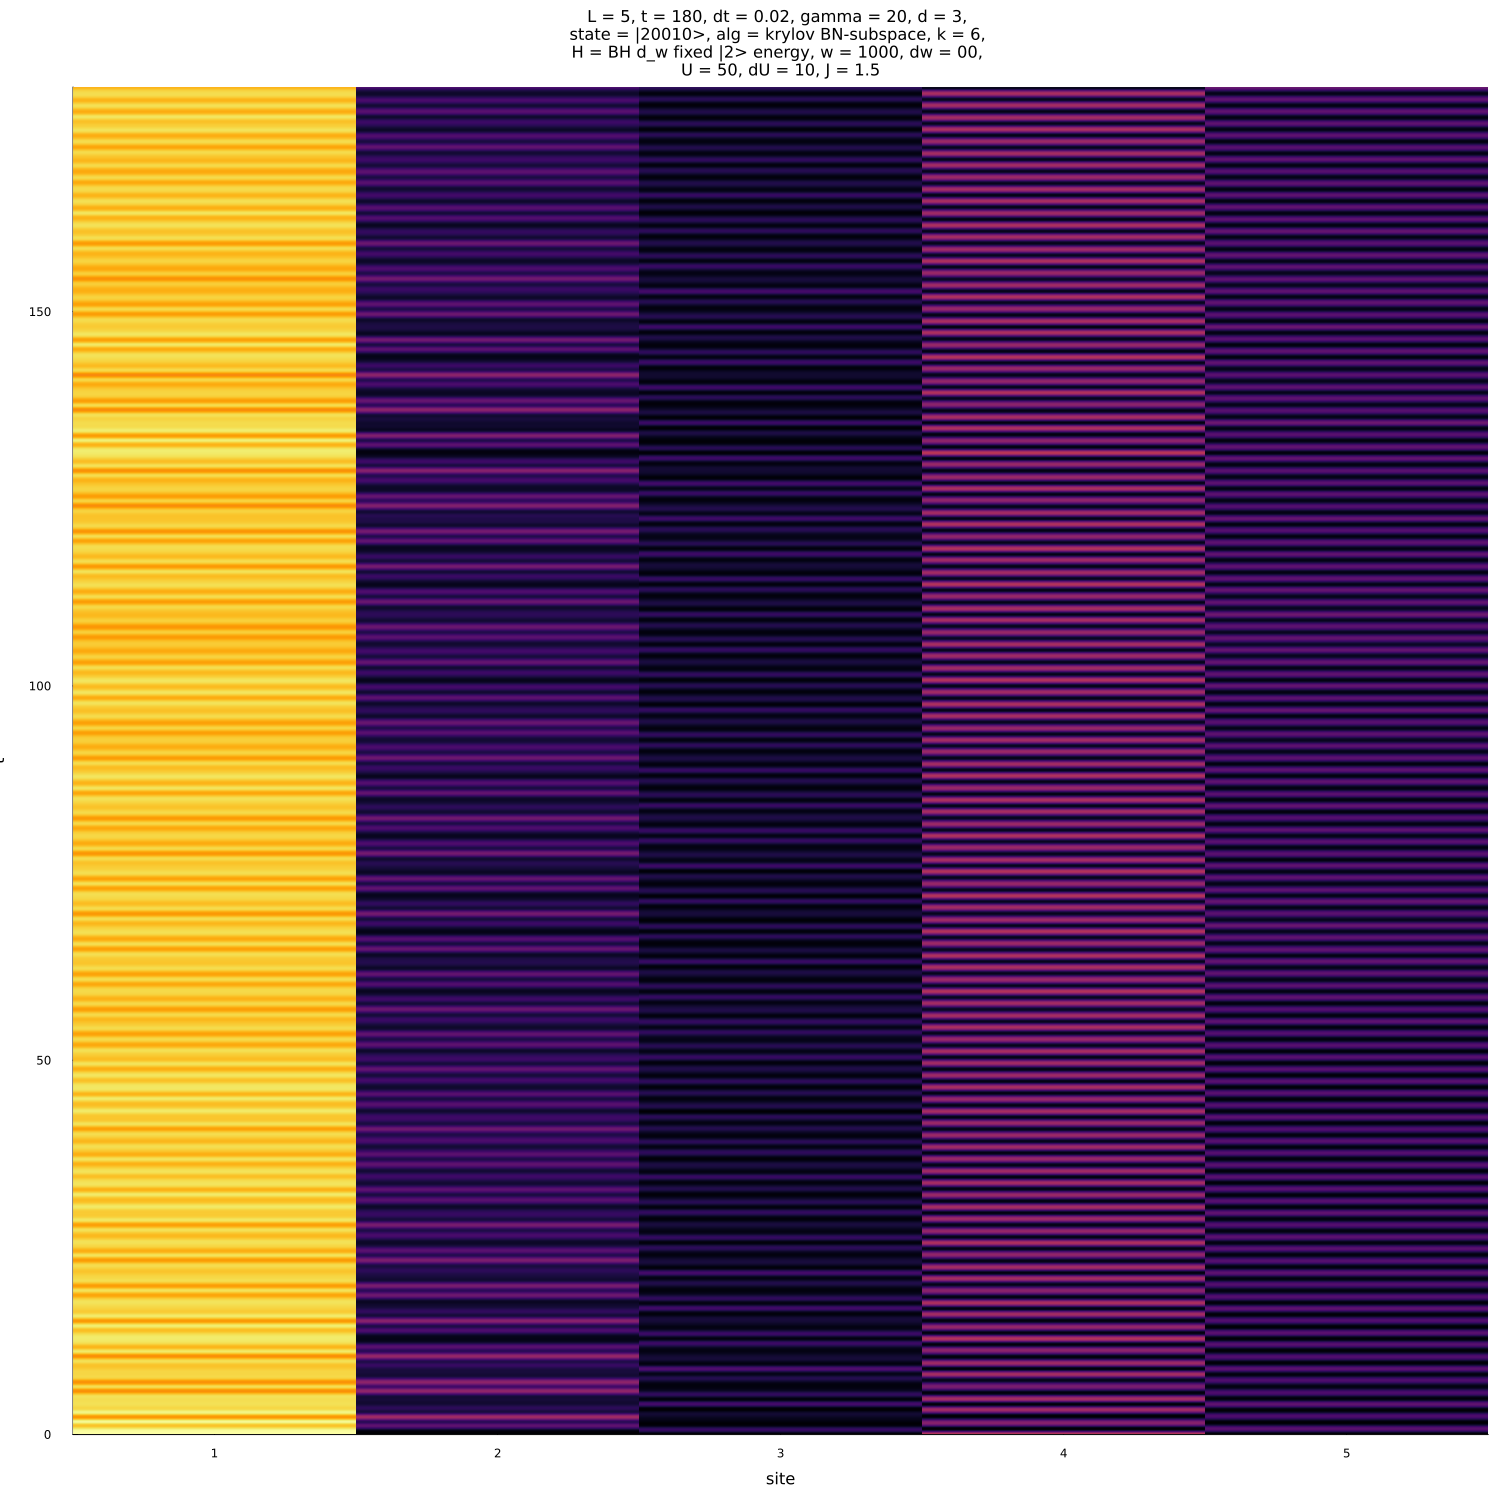 L = 5, t = 180, dt = 0.02, gamma = 20, d = 3,
state = |20010>, alg = krylov BN-subspace, k = 6,
H = BH d_w fixed |2> energy, w = 1000, dw = 00,
U = 50, dU = 10, J = 1.5
150
100
50
0
1 2 3 4 5
site